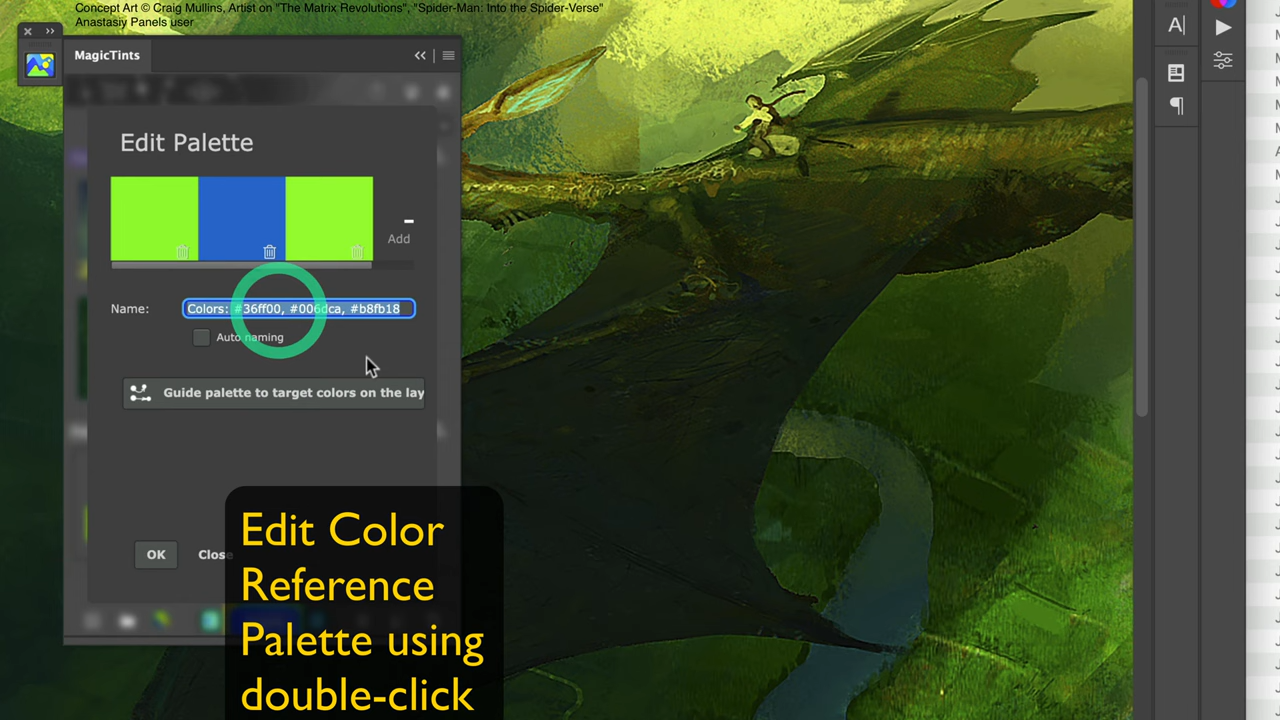 Concept Art © Craig Mullins, Artist on "The Matrix Revolutions", "Spider-Man: Into the Spider-Verse"
Anastasiy Panels user
MagicTints
Edit Palette
Add
Name: Colors: #36ff00, #006dca, #b8fb18
Auto naming
Guide palette to target colors on the lay
OK Close
Edit Color
Reference
Palette using
double-click